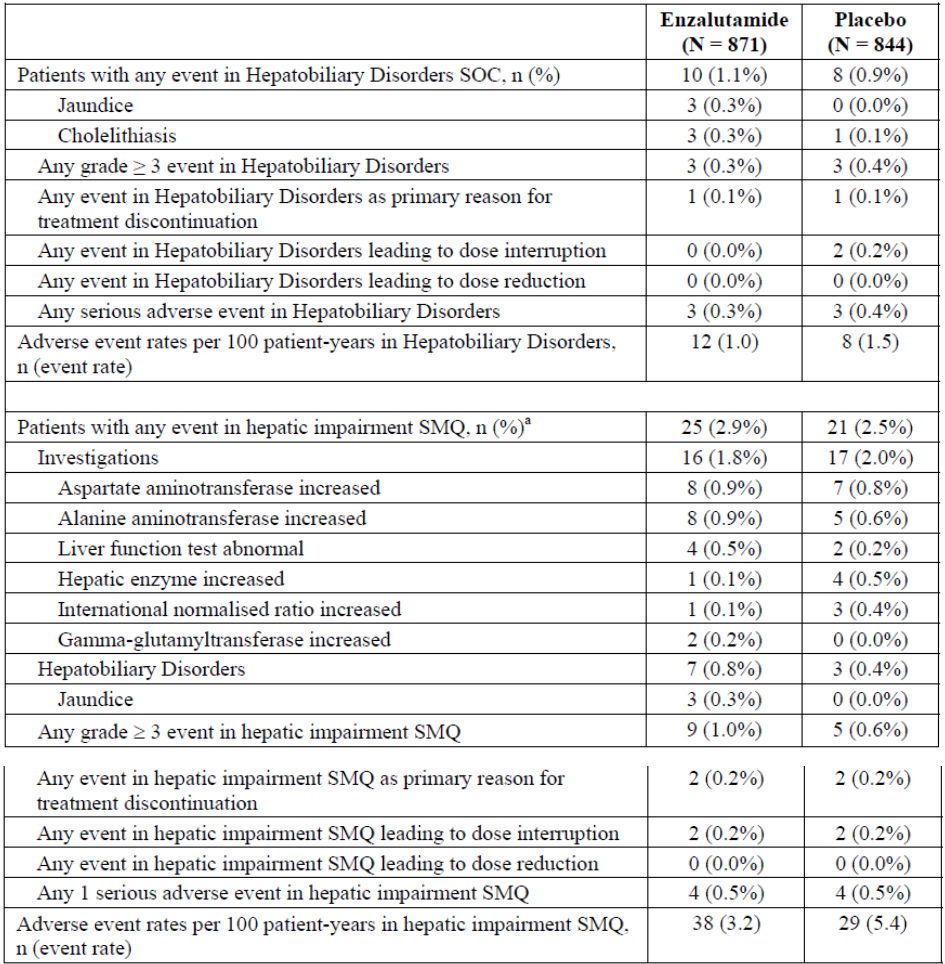 Enzalutamide Placebo
(N = 871) (N = 844)
Patients with any event in Hepatobiliary Disorders SOC, n (%) 10 (1.1%) 8 (0.9%)
Jaundice 3 (0.3%) 0 (0.0%)
Cholelithiasis 3 (0.3%) 1 (0.1%)
Any grade ≥ 3 event in Hepatobiliary Disorders 3 (0.3%) 3 (0.4%)
Any event in Hepatobiliary Disorders as primary reason for 1 (0.1%) 1 (0.1%)
treatment discontinuation
Any event in Hepatobiliary Disorders leading to dose interruption 0 (0.0%) 2 (0.2%)
Any event in Hepatobiliary Disorders leading to dose reduction 0 (0.0%) 0 (0.0%)
Any serious adverse event in Hepatobiliary Disorders 3 (0.3%) 3 (0.4%)
Adverse event rates per 100 patient-years in Hepatobiliary Disorders, 12 (1.0) 8 (1.5)
n (event rate)
Patients with any event in hepatic impairment SMQ, n (%)a 25 (2.9%) 21 (2.5%)
Investigations 16 (1.8%) 17 (2.0%)
Aspartate aminotransferase increased 8 (0.9%) 7 (0.8%)
Alanine aminotransferase increased 8 (0.9%) 5 (0.6%)
Liver function test abnormal 4 (0.5%) 2 (0.2%)
Hepatic enzyme increased 1 (0.1%) 4 (0.5%)
International normalised ratio increased 1 (0.1%) 3 (0.4%)
Gamma-glutamyltransferase increased 2 (0.2%) 0 (0.0%)
Hepatobiliary Disorders 7 (0.8%) 3 (0.4%)
Jaundice 3 (0.3%) 0 (0.0%)
Any grade ≥ 3 event in hepatic impairment SMQ 9 (1.0%) 5 (0.6%)
Any event in hepatic impairment SMQ as primary reason for 2 (0.2%) 2 (0.2%)
treatment discontinuation
Any event in hepatic impairment SMQ leading to dose interruption 2 (0.2%) 2 (0.2%)
Any event in hepatic impairment SMQ leading to dose reduction 0 (0.0%) 0 (0.0%)
Any 1 serious adverse event in hepatic impairment SMQ 4 (0.5%) 4 (0.5%)
Adverse event rates per 100 patient-years in hepatic impairment SMQ, 38 (3.2) 29 (5.4)
n (event rate)